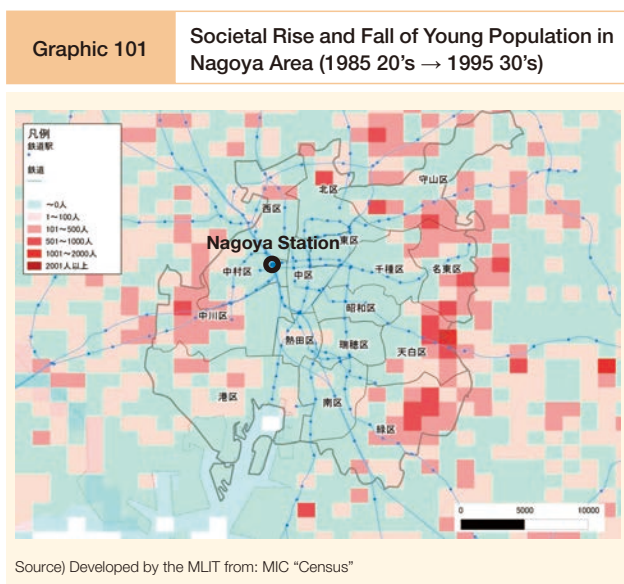 Graphic 101
Societal Rise and Fall of Young Population in
Nagoya Area (1985 20's → 1995 30's)
凡例
鉄道駅
鉄道
～0人
1～100人
101～500人
501～1000人
1001～2000人
2001人以上
守山区
北区
西区
東区
Nagoya Station
中村区
中区
千種区
名東区
中川区
昭和区
熱田区
瑞穂区
天白区
港区
南区
緑区
0 5000 10000
Source) Developed by the MLIT from: MIC “Census”